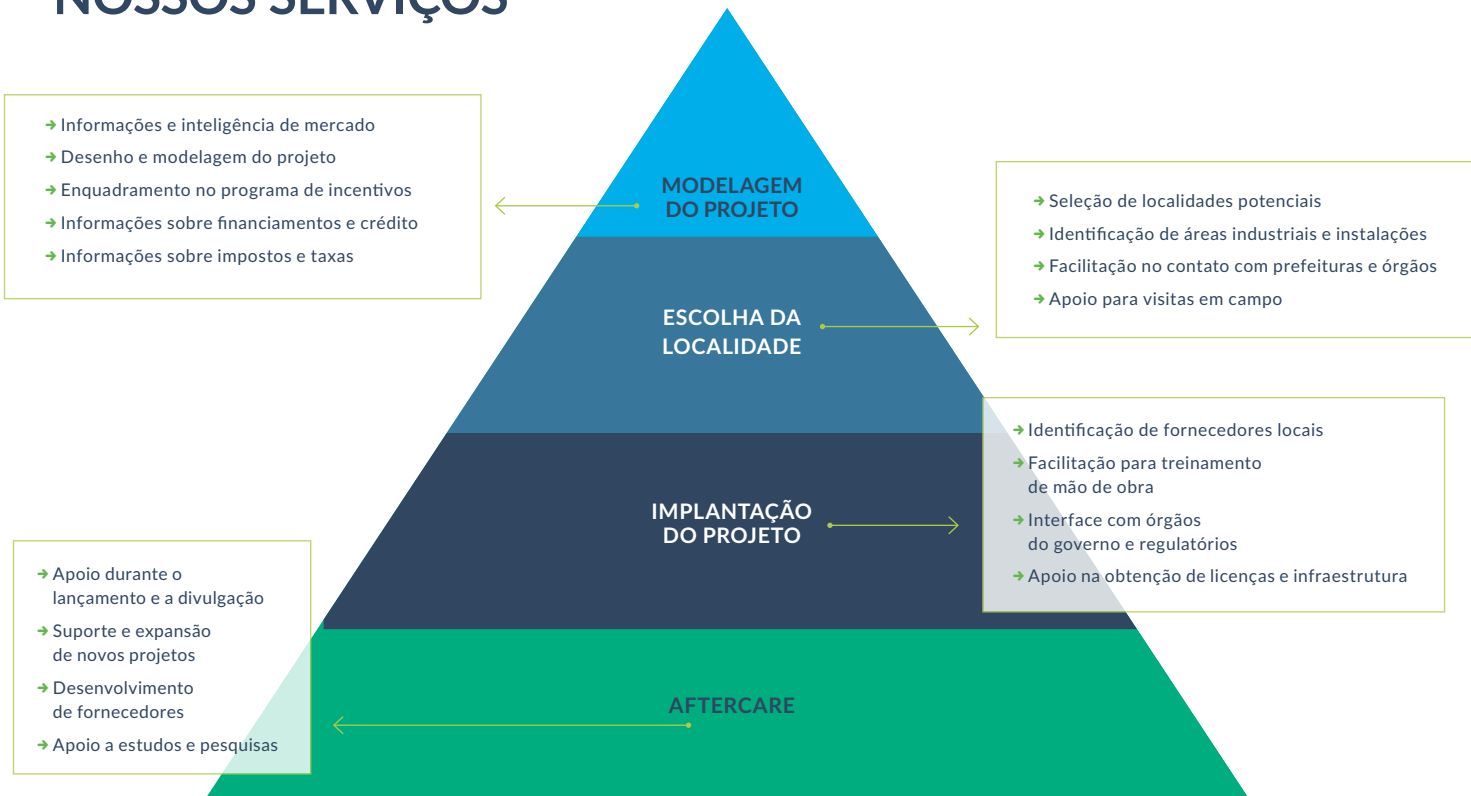 NOSSOS SERVIÇOS
→ Informações e inteligência de mercado
→ Desenho e modelagem do projeto
→ Enquadramento no programa de incentivos
→ Informações sobre financiamentos e crédito
→ Informações sobre impostos e taxas
MODELAGEM
DO PROJETO
→ Seleção de localidades potenciais
→ Identificação de áreas industriais e instalações
→ Facilitação no contato com prefeituras e órgãos
→ Apoio para visitas em campo
ESCOLHA DA
LOCALIDADE
→ Identificação de fornecedores locais
→ Facilitação para treinamento
de mão de obra
→ Interface com órgãos
do governo e regulatórios
→ Apoio na obtenção de licenças e infraestrutura
IMPLANTAÇÃO
DO PROJETO
→ Apoio durante o
lançamento e a divulgação
→ Suporte e expansão
de novos projetos
→ Desenvolvimento
de fornecedores
→ Apoio a estudos e pesquisas
AFTERCARE